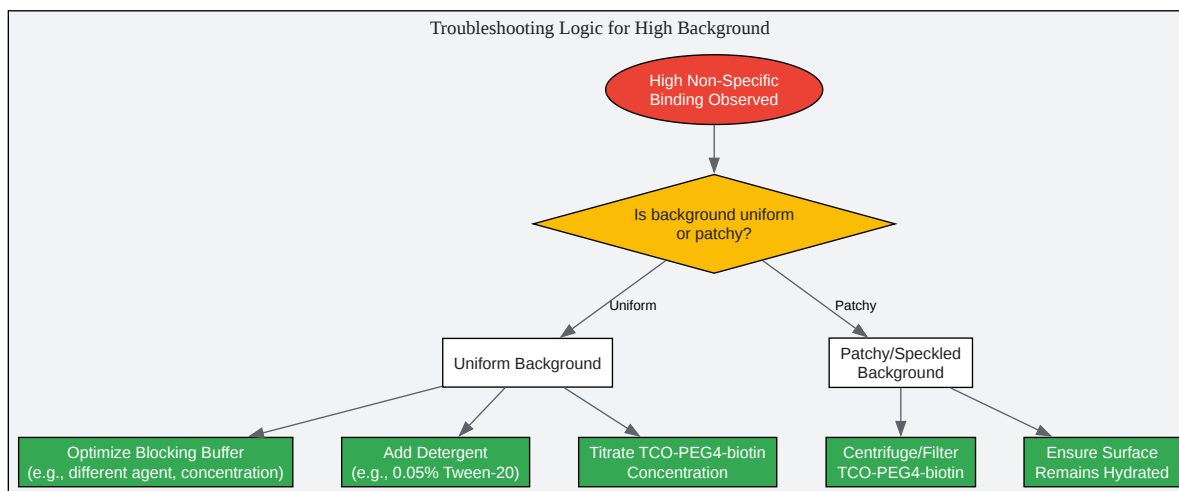 Troubleshooting Logic for High Background
High Non-Specific
Binding Observed
Is background uniform
or patchy?
Uniform
Patchy
Uniform Background
Patchy/Speckled
Background
Optimize Blocking Buffer
(e.g., different agent, concentration)
Add Detergent
(e.g., 0.05% Tween-20)
Titrate TCO-PEG4-biotin
Concentration
Centrifuge/Filter
TCO-PEG4-biotin
Ensure Surface
Remains Hydrated